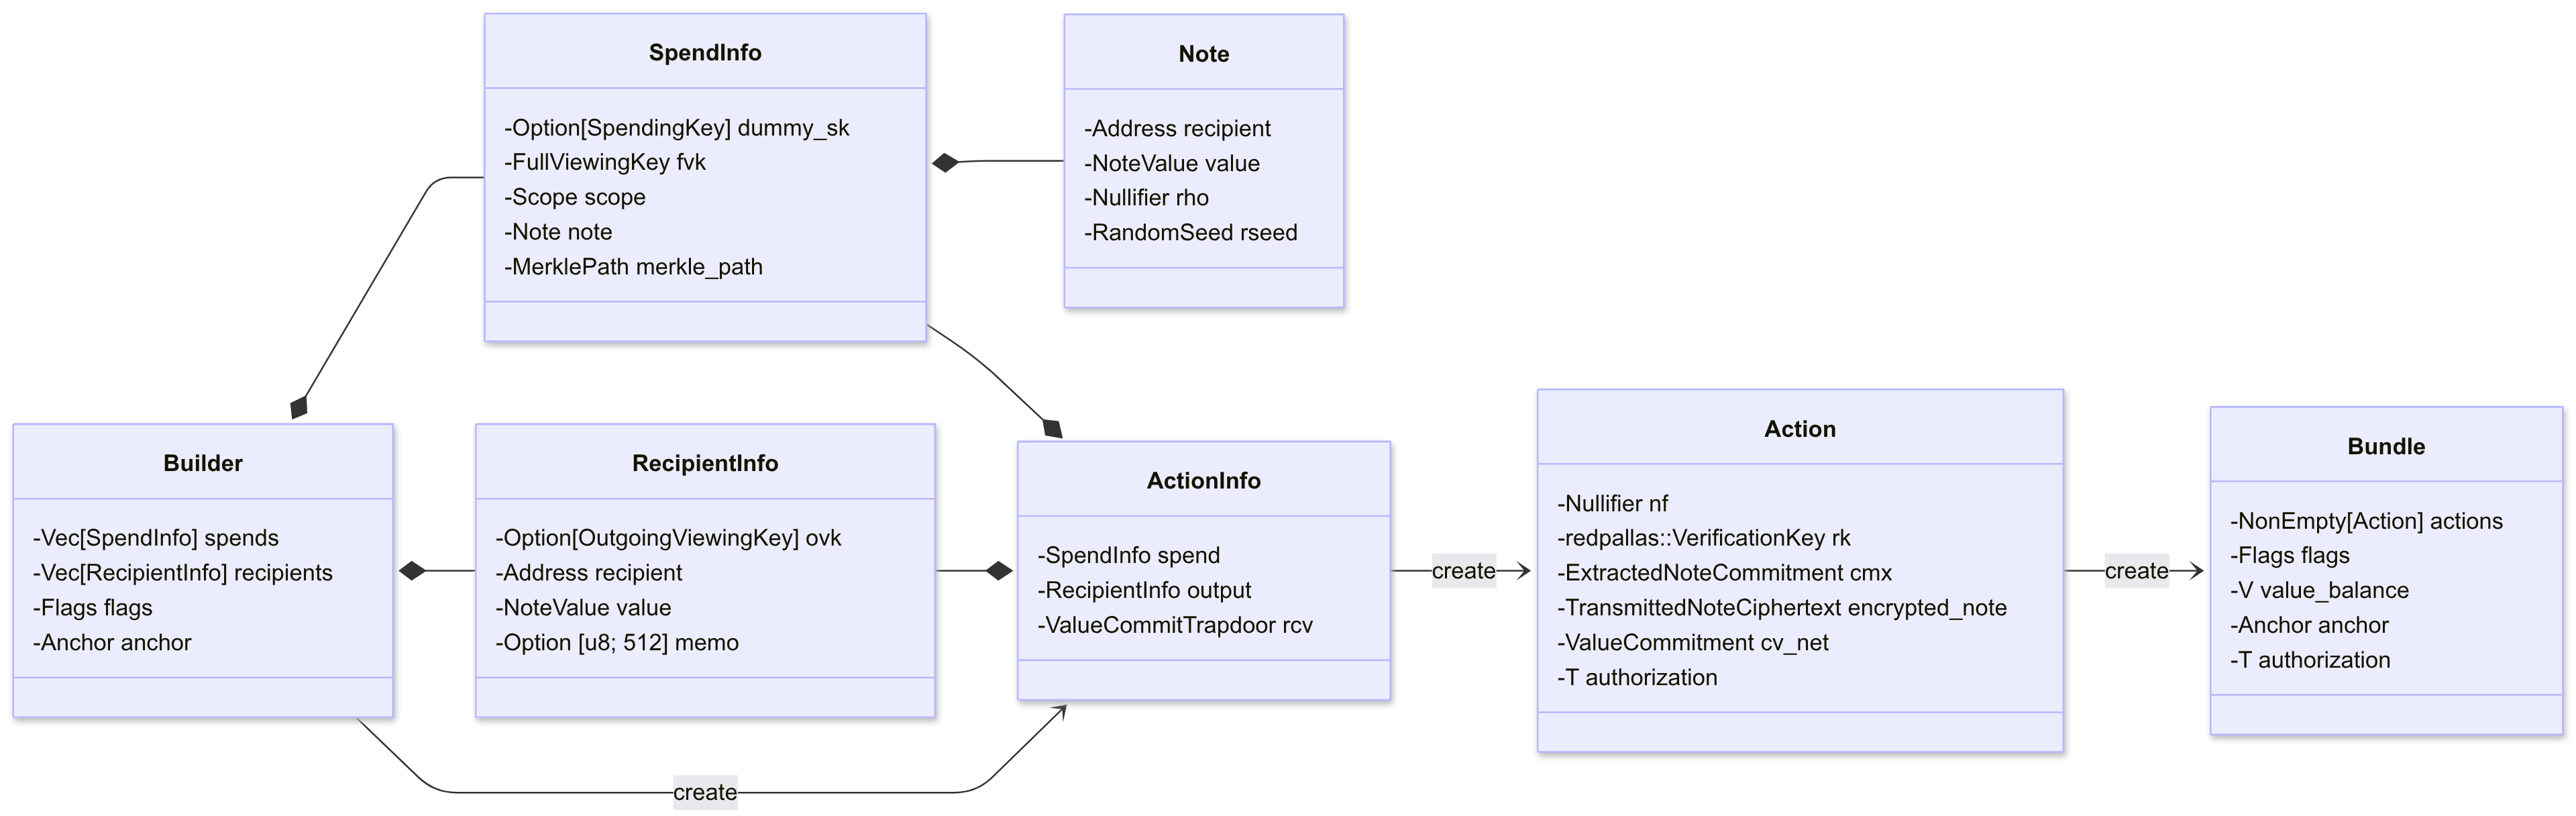 SpendInfo
-Option[SpendingKey] dummy_sk
-FullViewingKey fvk
-Scope scope
-Note note
-MerklePath merkle_path
Note
-Address recipient
-NoteValue value
-Nullifier rho
-RandomSeed rseed
Builder
-Vec[SpendInfo] spends
-Vec[RecipientInfo] recipients
-Flags flags
-Anchor anchor
RecipientInfo
-Option[OutgoingViewingKey] ovk
-Address recipient
-NoteValue value
-Option [u8; 512] memo
ActionInfo
-SpendInfo spend
-RecipientInfo output
-ValueCommitTrapdoor rcv
create
Action
-Nullifier nf
-redpallas::VerificationKey rk
-ExtractedNoteCommitment cmx
-TransmittedNoteCiphertext encrypted_note
-ValueCommitment cv_net
-T authorization
create
Bundle
-NonEmpty[Action] actions
-Flags flags
-V value_balance
-Anchor anchor
-T authorization
create